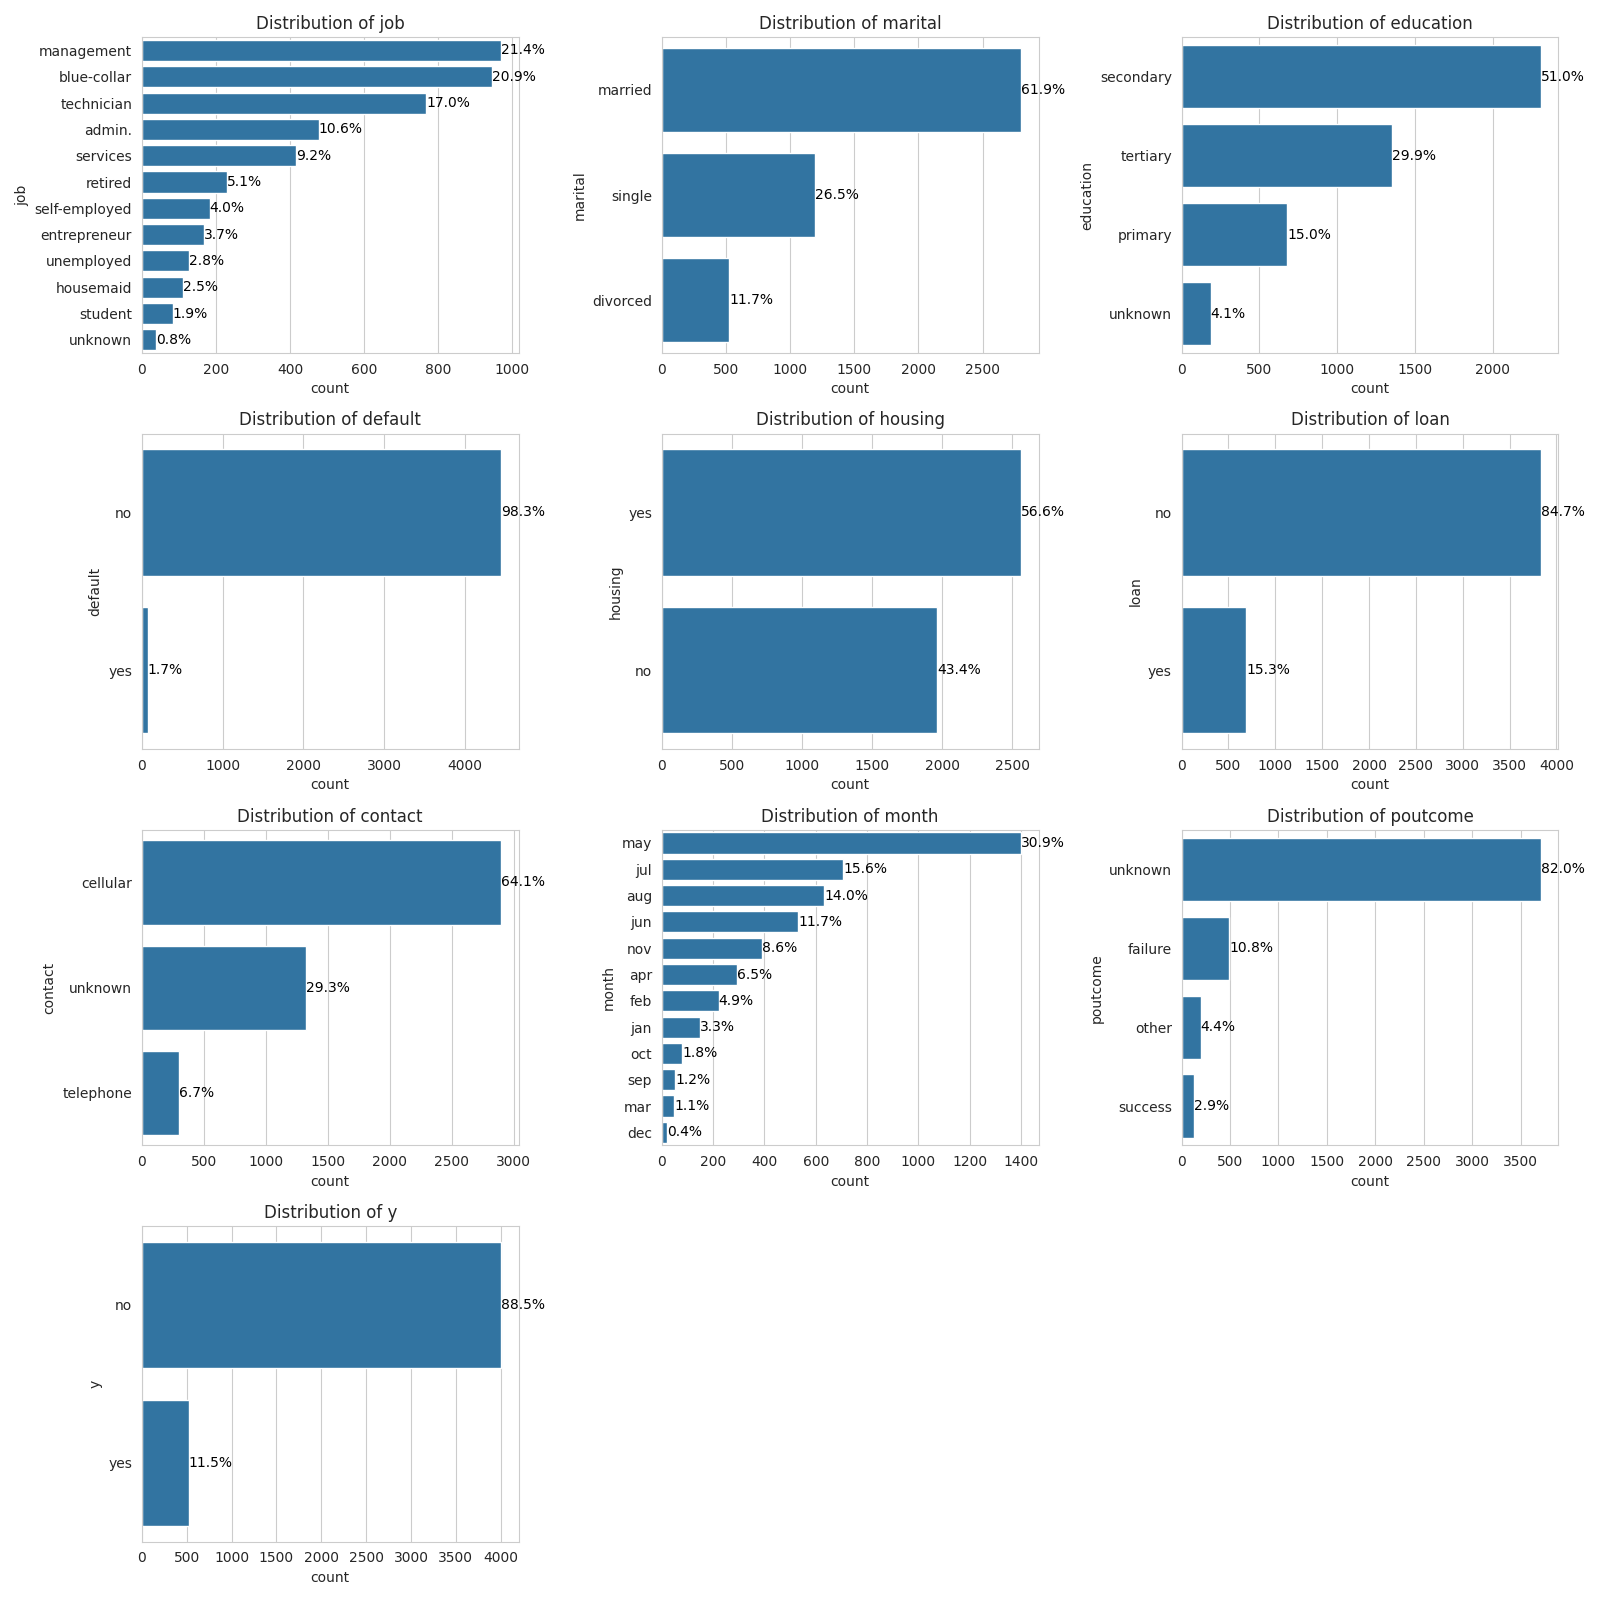 Distribution of job
management
21.4%
blue-collar
20.9%
technician
17.0%
admin.
10.6%
services
9.2%
retired
5.1%
self-employed
4.0%
entrepreneur
3.7%
unemployed
2.8%
housemaid
2.5%
student
1.9%
unknown
0.8%
job
0 200 400 600 800 1000
count
Distribution of marital
married
61.9%
single
26.5%
divorced
11.7%
marital
0 500 1000 1500 2000 2500
count
Distribution of education
secondary
51.0%
tertiary
29.9%
primary
15.0%
unknown
4.1%
education
0 500 1000 1500 2000
count
Distribution of default
no
98.3%
yes
1.7%
default
0 1000 2000 3000 4000
count
Distribution of housing
yes
56.6%
no
43.4%
housing
0 500 1000 1500 2000 2500
count
Distribution of loan
no
84.7%
yes
15.3%
loan
0 500 1000 1500 2000 2500 3000 3500 4000
count
Distribution of contact
cellular
64.1%
unknown
29.3%
telephone
6.7%
contact
0 500 1000 1500 2000 2500 3000
count
Distribution of month
may
30.9%
jul
15.6%
aug
14.0%
jun
11.7%
nov
8.6%
apr
6.5%
feb
4.9%
jan
3.3%
oct
1.8%
sep
1.2%
mar
1.1%
dec
0.4%
month
0 200 400 600 800 1000 1200 1400
count
Distribution of poutcome
unknown
82.0%
failure
10.8%
other
4.4%
success
2.9%
poutcome
0 500 1000 1500 2000 2500 3000 3500
count
Distribution of y
no
88.5%
yes
11.5%
y
0 500 1000 1500 2000 2500 3000 3500 4000
count